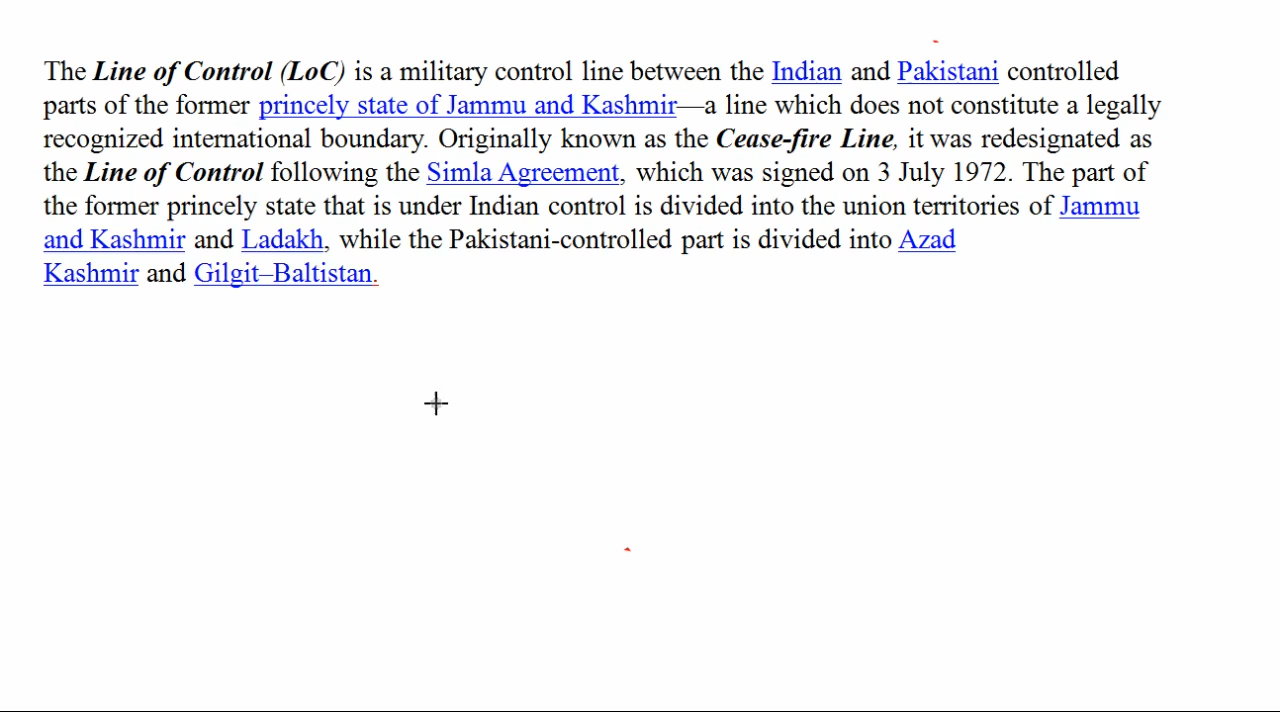 The Line of Control (LoC) is a military control line between the Indian and Pakistani controlled
parts of the former princely state of Jammu and Kashmir—a line which does not constitute a legally
recognized international boundary. Originally known as the Cease-fire Line, it was redesignated as
the Line of Control following the Simla Agreement, which was signed on 3 July 1972. The part of
the former princely state that is under Indian control is divided into the union territories of Jammu
and Kashmir and Ladakh, while the Pakistani-controlled part is divided into Azad
Kashmir and Gilgit–Baltistan.